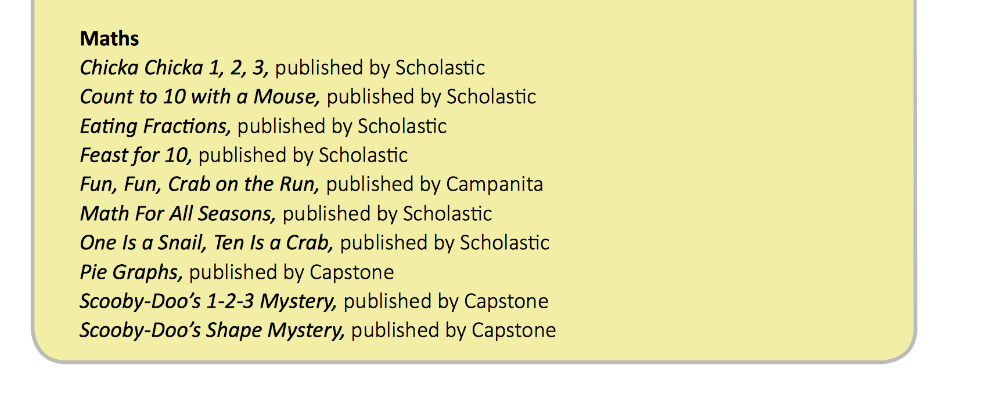 Maths
Chicka Chicka 1, 2, 3, published by Scholastic
Count to 10 with a Mouse, published by Scholastic
Eating Fractions, published by Scholastic
Feast for 10, published by Scholastic
Fun, Fun, Crab on the Run, published by Campanita
Math For All Seasons, published by Scholastic
One Is a Snail, Ten Is a Crab, published by Scholastic
Pie Graphs, published by Capstone
Scooby-Doo’s 1-2-3 Mystery, published by Capstone
Scooby-Doo’s Shape Mystery, published by Capstone